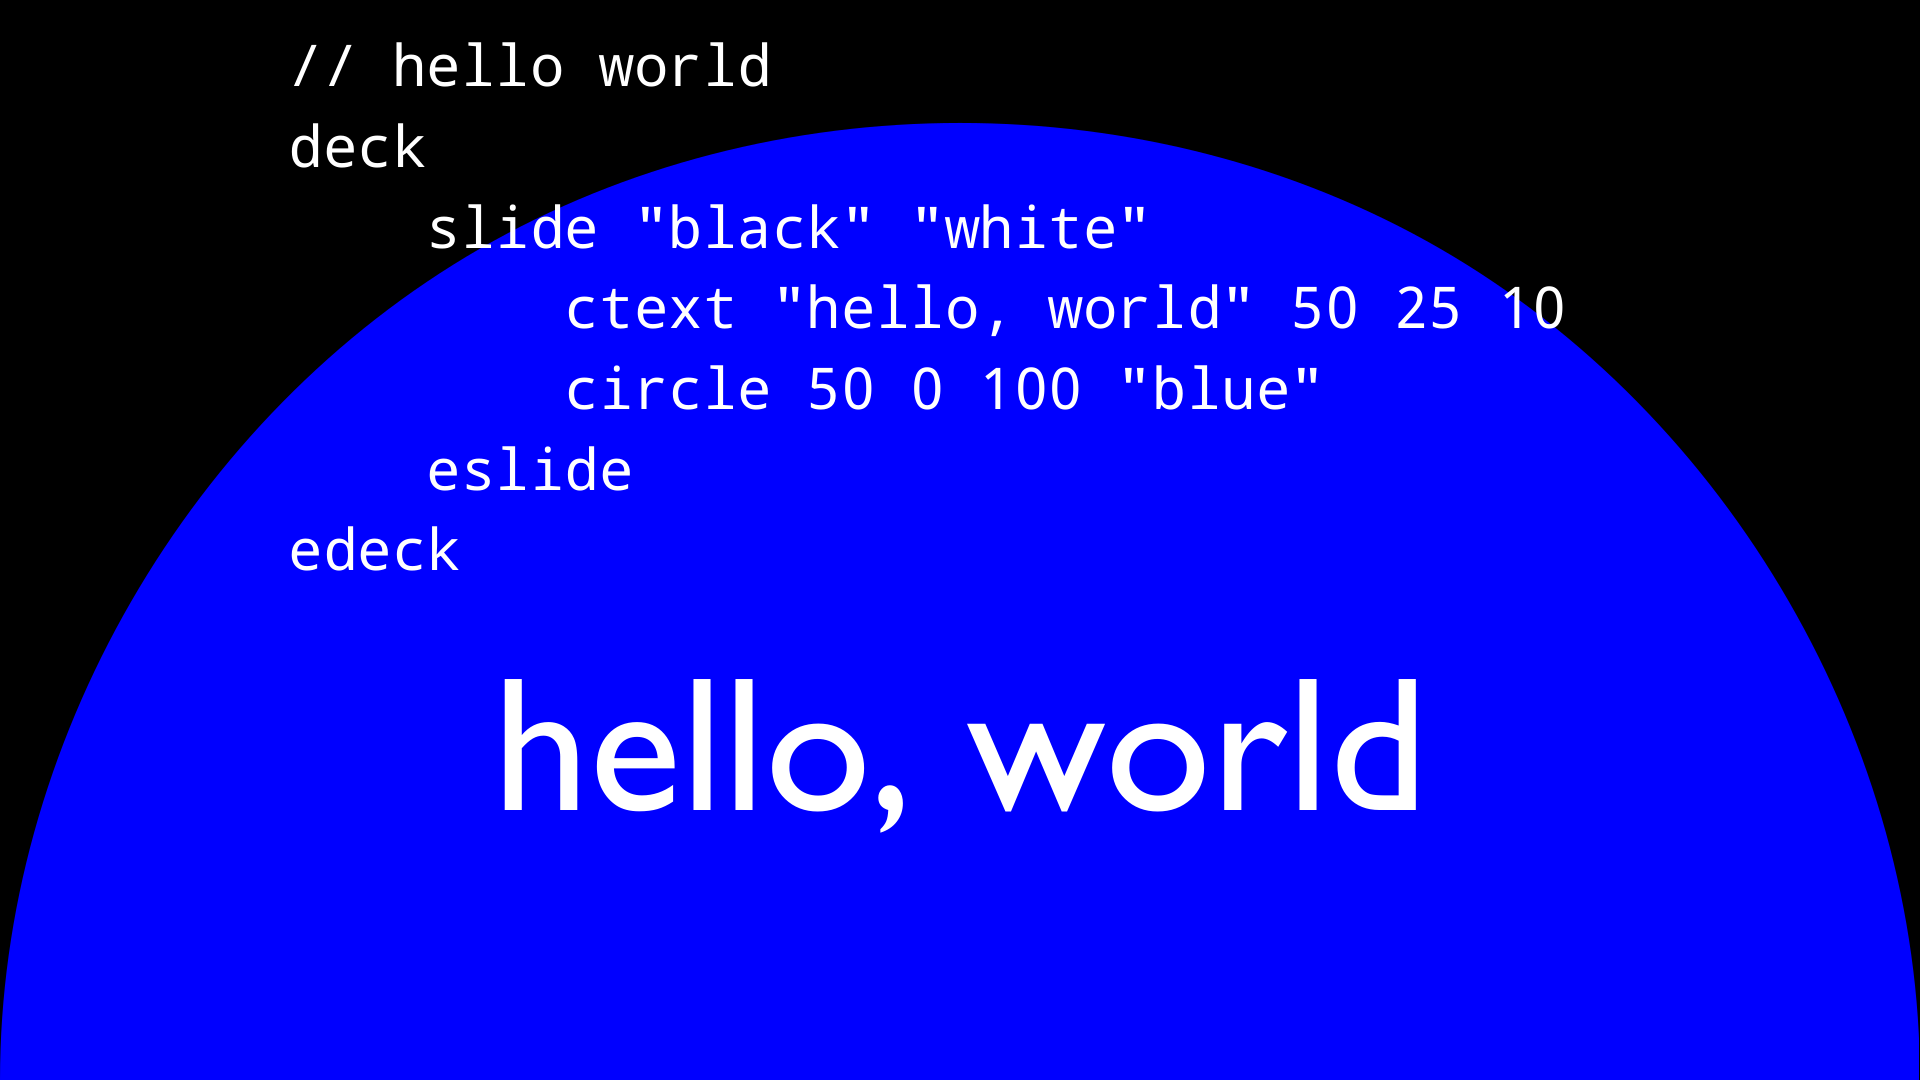 // hello world
deck
    slide "black" "white"
        ctext "hello, world" 50 25 10
        circle 50 0 100 "blue"
    eslide
edeck
hello, world